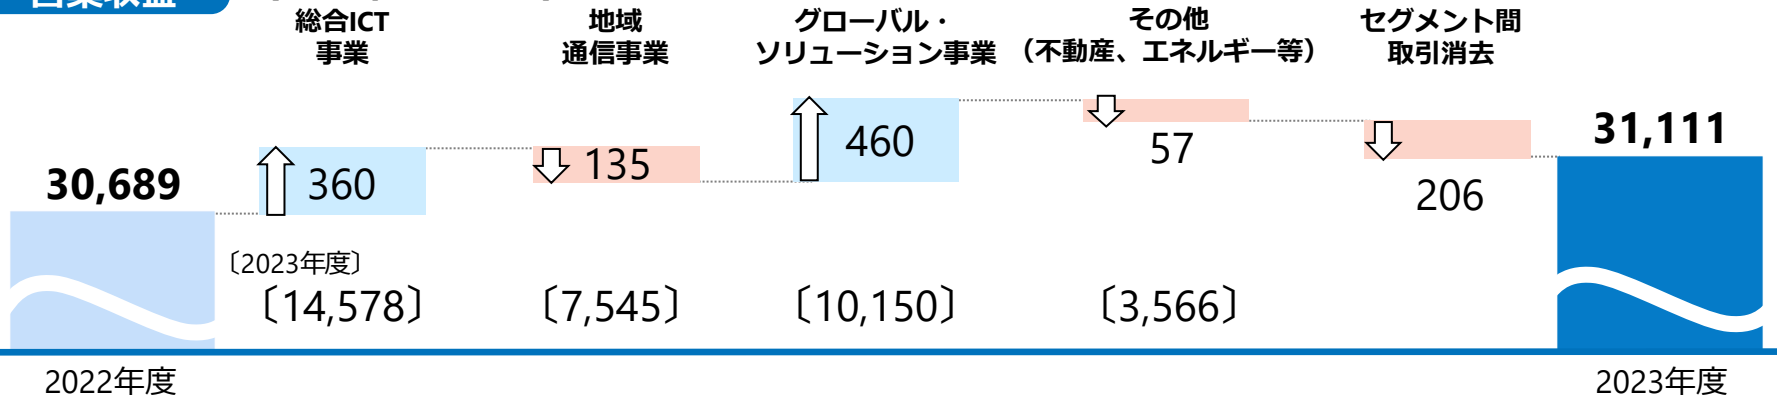 総合ICT
事業
地域
通信事業
グローバル・
ソリューション事業
その他
（不動産、エネルギー等）
セグメント間
取引消去
30,689
360
135
460
57
206
31,111
〔2023年度〕
〔14,578〕
〔7,545〕
〔10,150〕
〔3,566〕
2022年度
2023年度